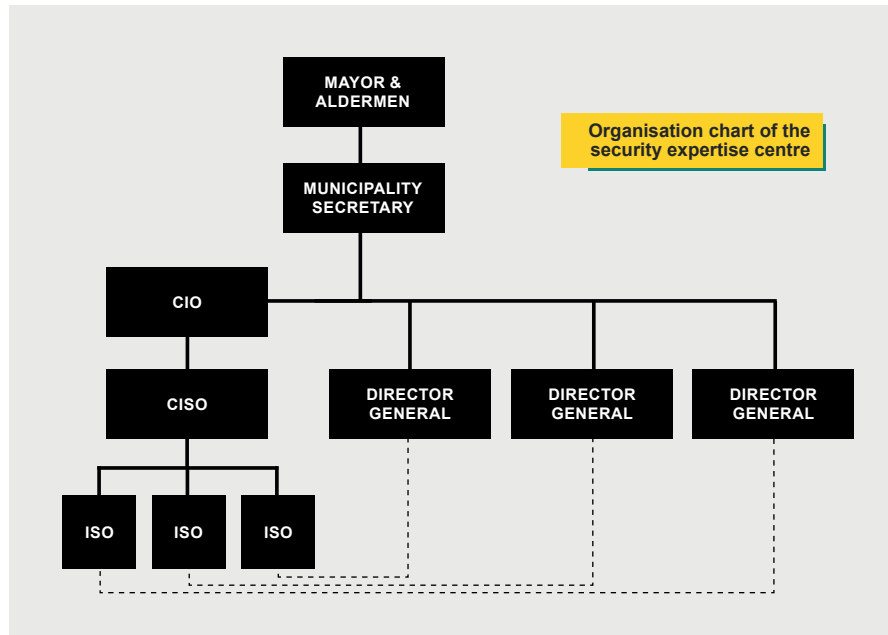 MAYOR &
ALDERMEN
Organisation chart of the
security expertise centre
MUNICIPALITY
SECRETARY
CIO
CISO
DIRECTOR
GENERAL
DIRECTOR
GENERAL
DIRECTOR
GENERAL
ISO
ISO
ISO